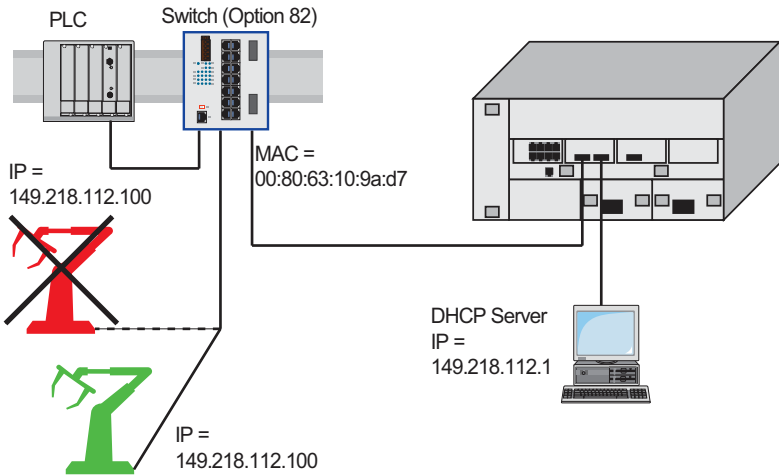 PLC
Switch (Option 82)
MAC =
00:80:63:10:9a:d7
IP =
149.218.112.100
DHCP Server
IP =
149.218.112.1
IP =
149.218.112.100